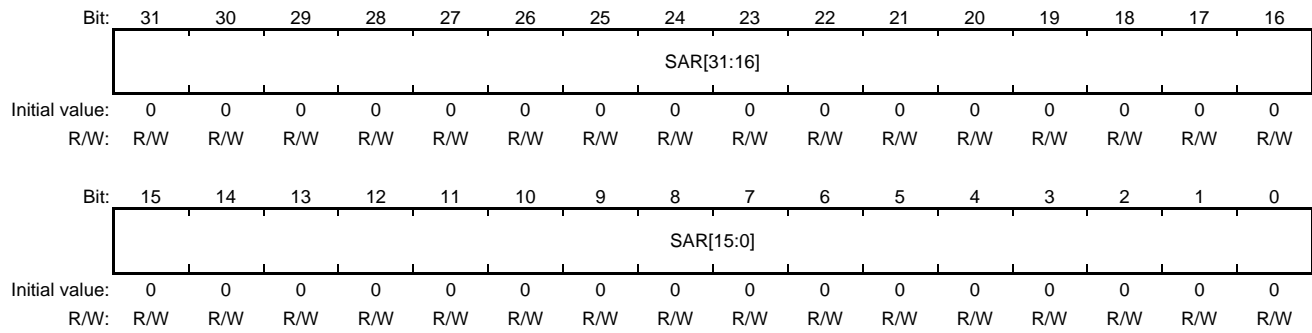 Bit: 31 30 29 28 27 26 25 24 23 22 21 20 19 18 17 16
SAR[31:16]
Initial value: 0 0 0 0 0 0 0 0 0 0 0 0 0 0 0 0
R/W: R/W R/W R/W R/W R/W R/W R/W R/W R/W R/W R/W R/W R/W R/W R/W R/W
Bit: 15 14 13 12 11 10 9 8 7 6 5 4 3 2 1 0
SAR[15:0]
Initial value: 0 0 0 0 0 0 0 0 0 0 0 0 0 0 0 0
R/W: R/W R/W R/W R/W R/W R/W R/W R/W R/W R/W R/W R/W R/W R/W R/W R/W